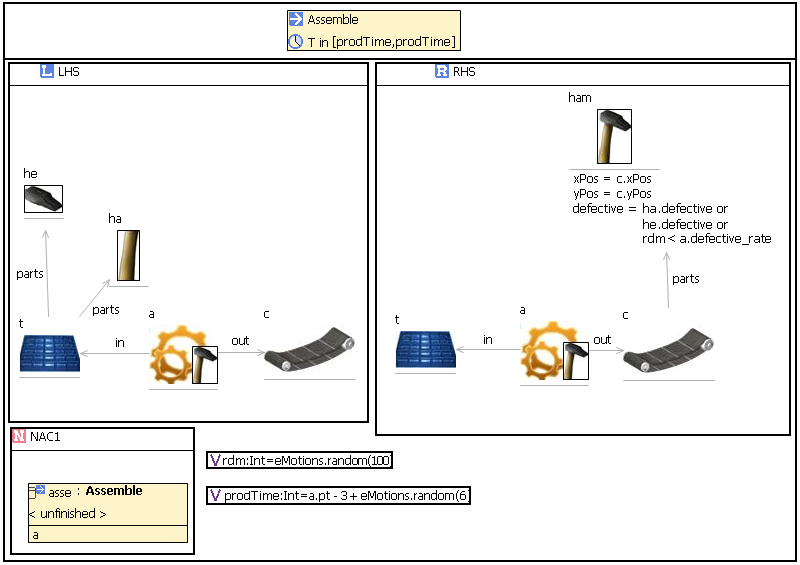 Assemble
T in [prodTime,prodTime]
L LHS
he
ha
parts
parts
t
a
c
in
out
R RHS
ham
xPos = c.xPos
yPos = c.yPos
defective = ha.defective or
he.defective or
rdm< a.defective_rate
parts
t
a
c
in
out
N NAC1
asse : Assemble
< unfinished >
a
V rdm:Int=eMotions.random(100)
V prodTime:Int=a.pt - 3 + eMotions.random(6)